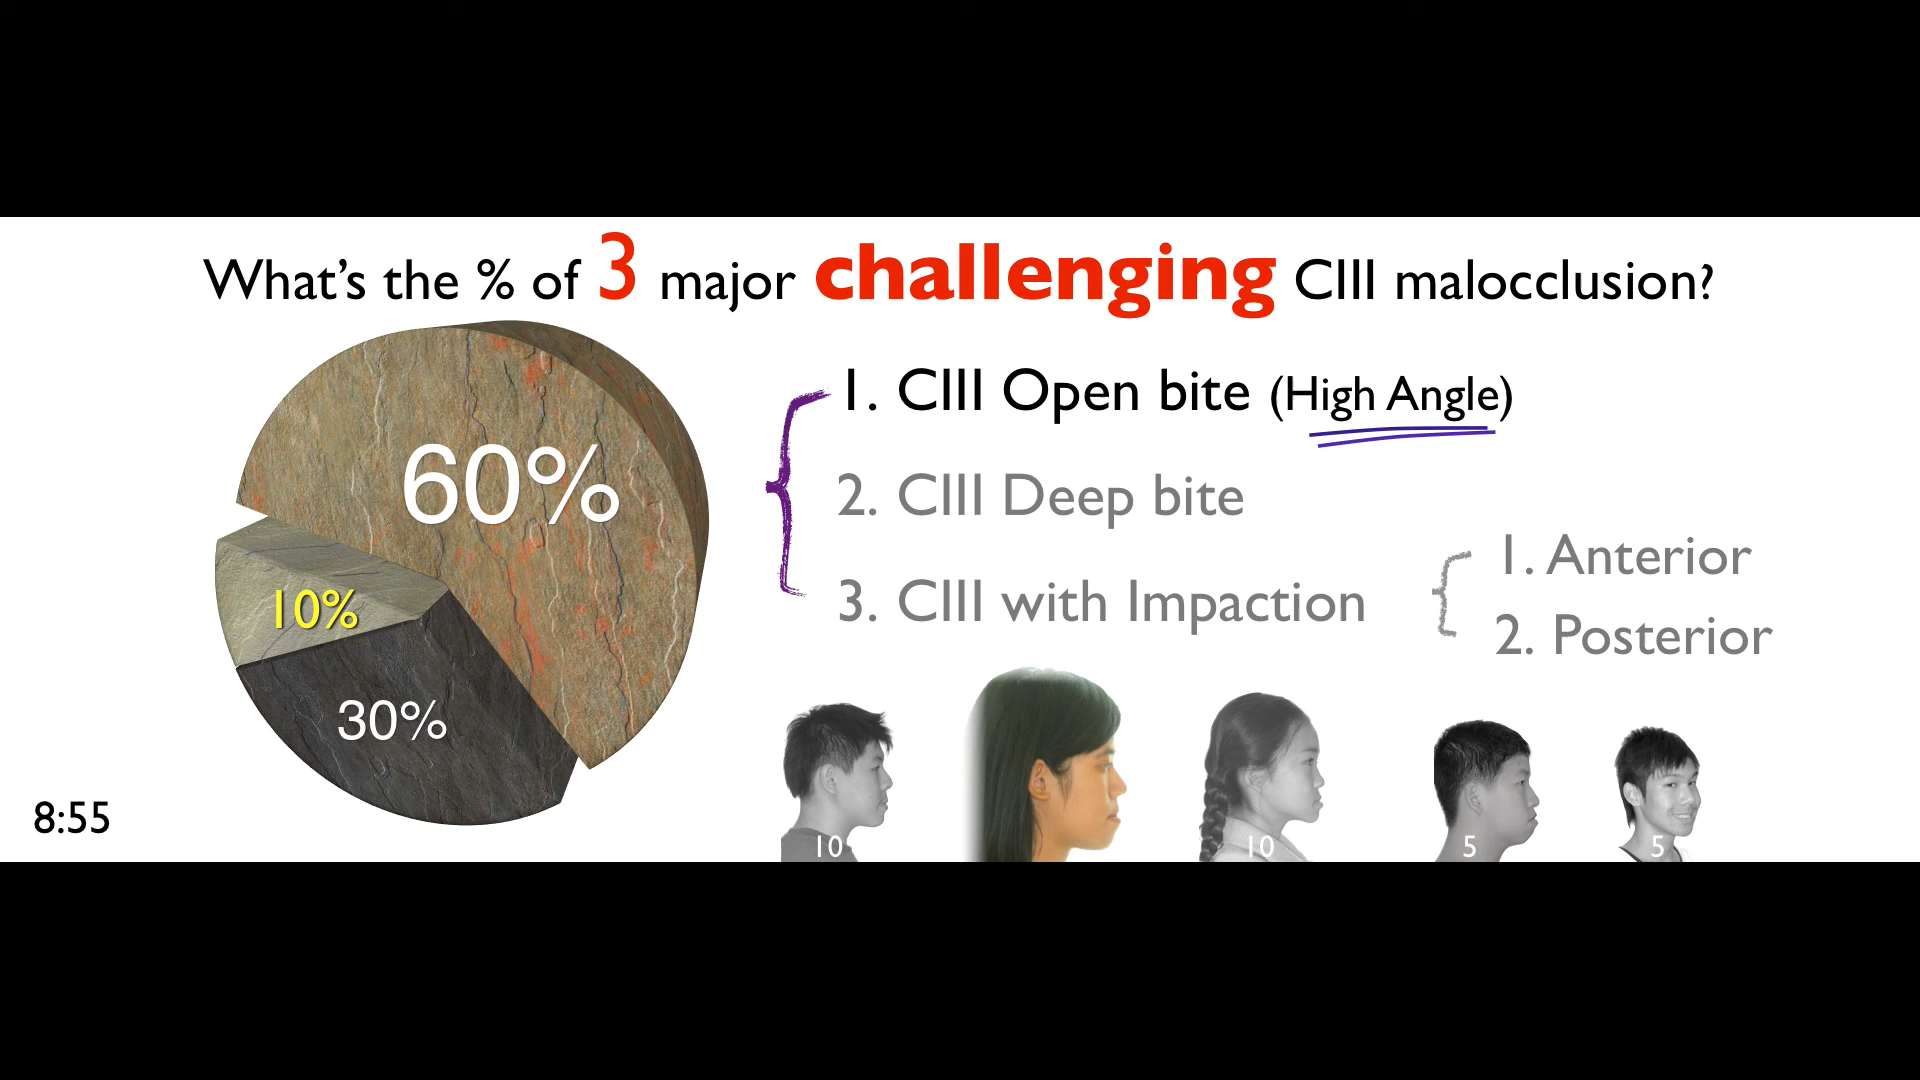 What's the % of 3 major challenging CIII malocclusion?
60%
10%
30%
1. CIII Open bite (High Angle)
2. CIII Deep bite
3. CIII with Impaction
1. Anterior
2. Posterior
8:55
10
10
5
5